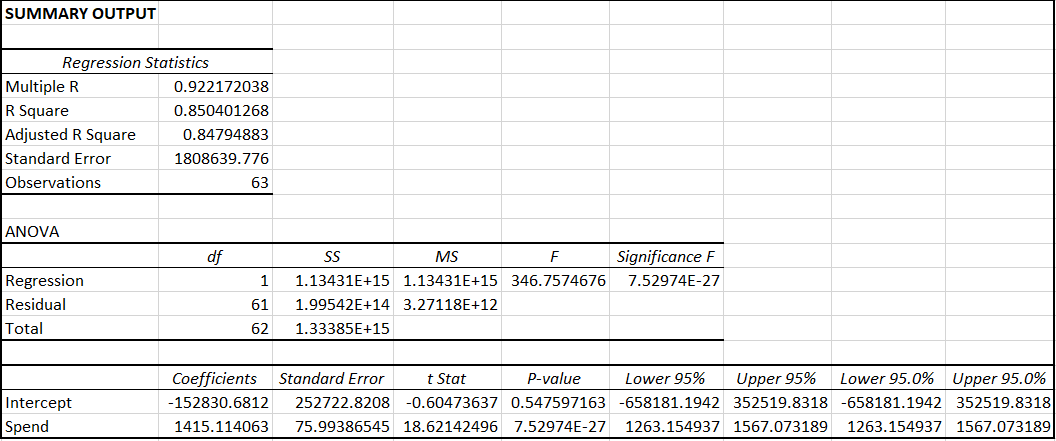 SUMMARY OUTPUT
Regression Statistics
Multiple R 0.922172038
R Square 0.850401268
Adjusted R Square 0.84794883
Standard Error 1808639.776
Observations 63
ANOVA
df SS MS F Significance F
Regression 1 1.13431E+15 1.13431E+15 346.7574676 7.52974E-27
Residual 61 1.99542E+14 3.27118E+12
Total 62 1.33385E+15
Coefficients Standard Error t Stat P-value Lower 95% Upper 95% Lower 95.0% Upper 95.0%
Intercept -152830.6812 252722.8208 -0.60473637 0.547597163 -658181.1942 352519.8318 -658181.1942 352519.8318
Spend 1415.114063 75.99386545 18.62142496 7.52974E-27 1263.154937 1567.073189 1263.154937 1567.073189